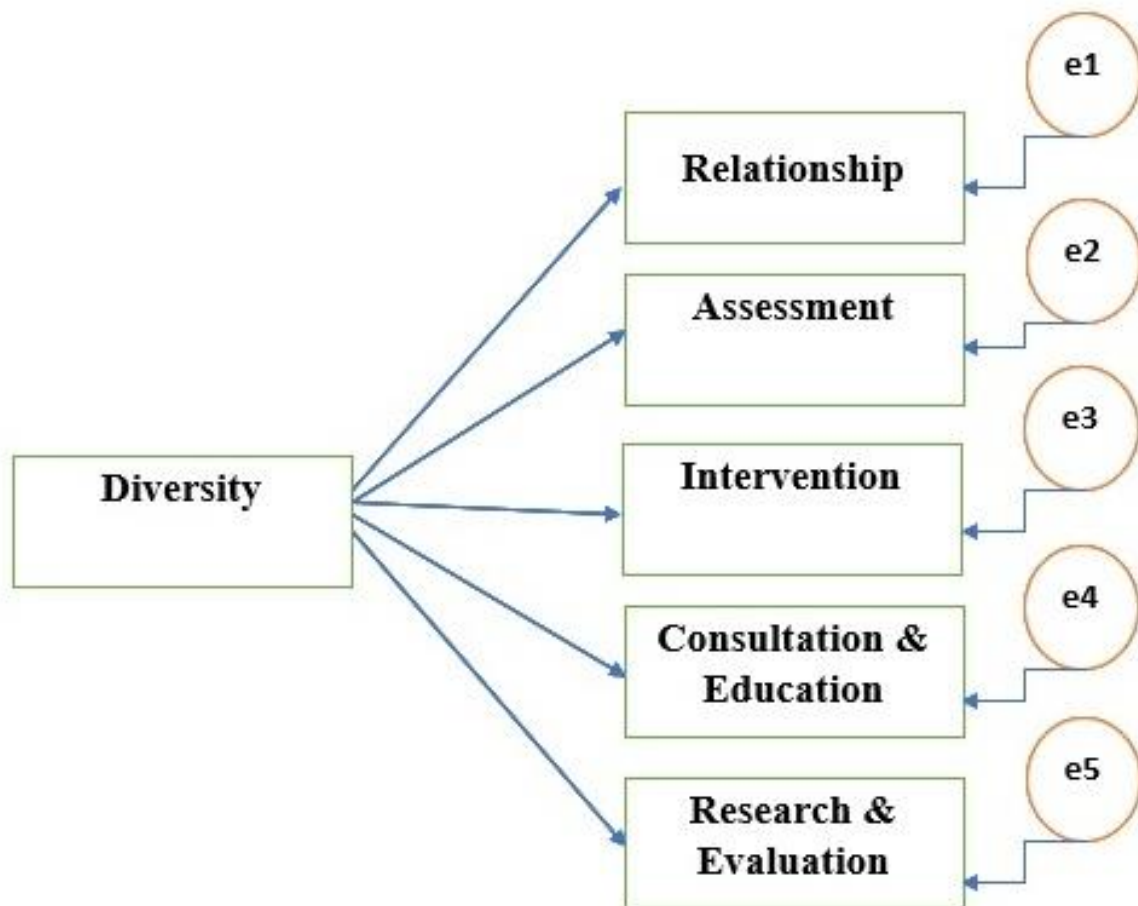 e1
Relationship
e2
Assessment
e3
Diversity
Intervention
e4
Consultation &
Education
e5
Research &
Evaluation